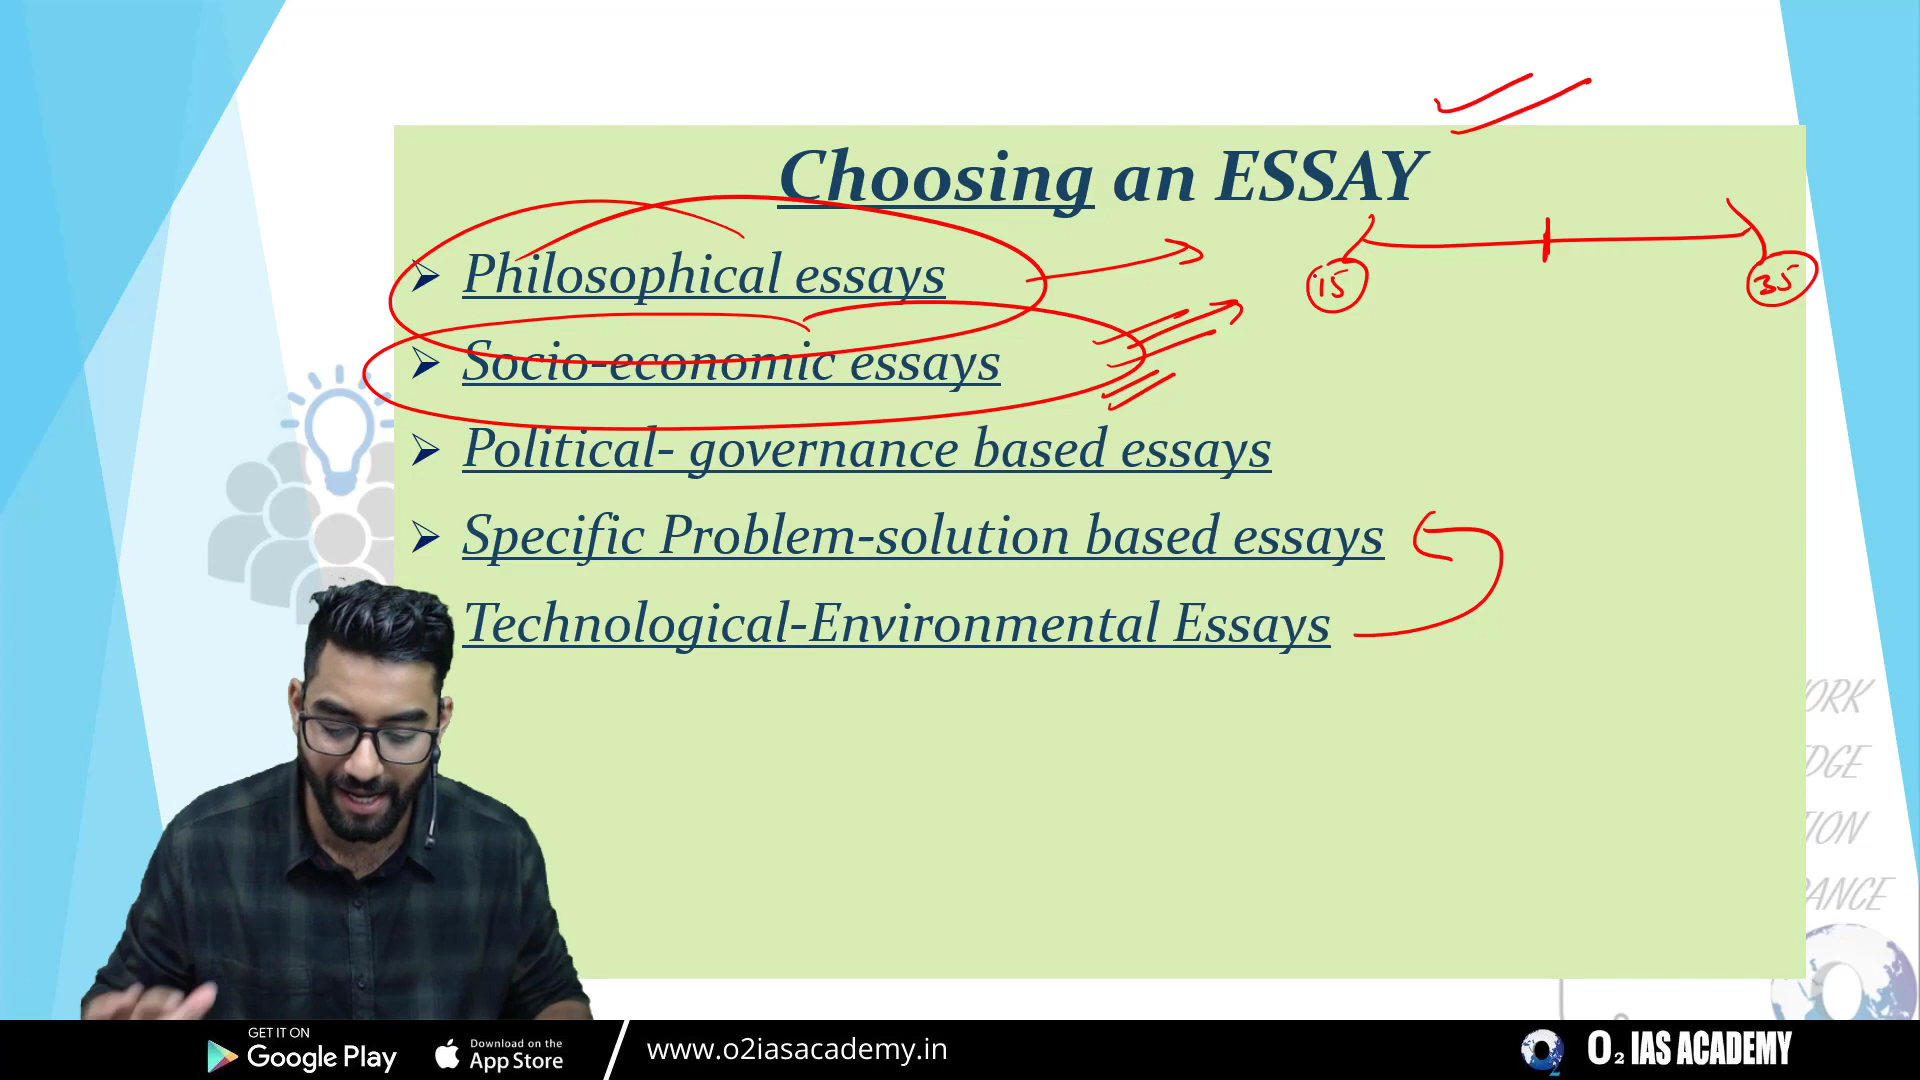 Choosing an ESSAY
Philosophical essays
15
35
Socio-economic essays
Political- governance based essays
Specific Problem-solution based essays
Technological-Environmental Essays
GET IT ON
Google Play
Download on the
App Store
www.o2iasacademy.in
O2 IAS ACADEMY